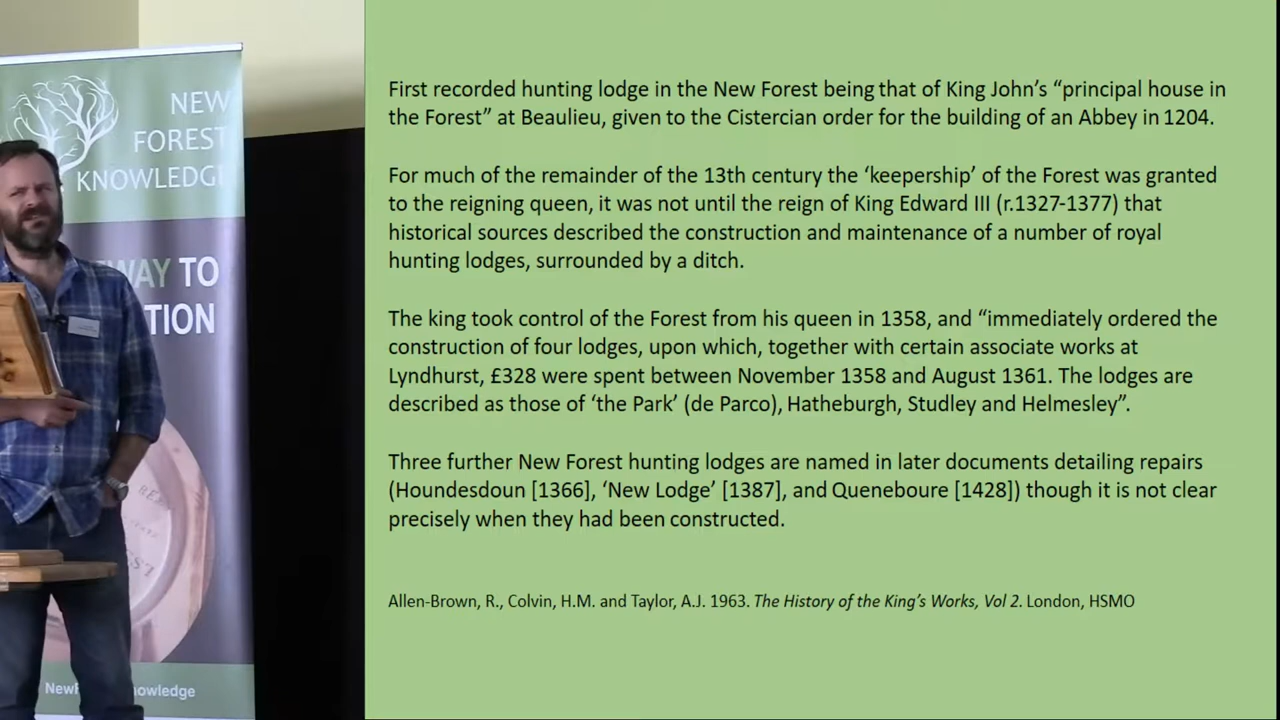 NEW
FOREST
KNOWLEDGE
WAY TO
TION
First recorded hunting lodge in the New Forest being that of King John’s “principal house in
the Forest” at Beaulieu, given to the Cistercian order for the building of an Abbey in 1204.
For much of the remainder of the 13th century the ‘keepership’ of the Forest was granted
to the reigning queen, it was not until the reign of King Edward III (r.1327-1377) that
historical sources described the construction and maintenance of a number of royal
hunting lodges, surrounded by a ditch.
The king took control of the Forest from his queen in 1358, and “immediately ordered the
construction of four lodges, upon which, together with certain associate works at
Lyndhurst, £328 were spent between November 1358 and August 1361. The lodges are
described as those of ‘the Park’ (de Parco), Hatheburgh, Studley and Helmesley”.
Three further New Forest hunting lodges are named in later documents detailing repairs
(Houndesdoun [1366], ‘New Lodge’ [1387], and Queneboure [1428]) though it is not clear
precisely when they had been constructed.
Allen-Brown, R., Colvin, H.M. and Taylor, A.J. 1963. The History of the King’s Works, Vol 2. London, HSMO